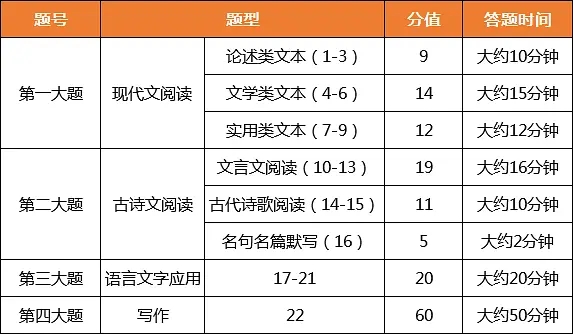 题号 题型 分值 答题时间
论述类文本（1-3） 9 大约10分钟
第一大题 现代文阅读 文学类文本（4-6） 14 大约15分钟
实用类文本（7-9） 12 大约12分钟
文言文阅读（10-13） 19 大约16分钟
第二大题 古诗文阅读 古代诗歌阅读（14-15） 11 大约10分钟
名句名篇默写（16） 5 大约2分钟
第三大题 语言文字应用 17-21 20 大约20分钟
第四大题 写作 22 60 大约50分钟